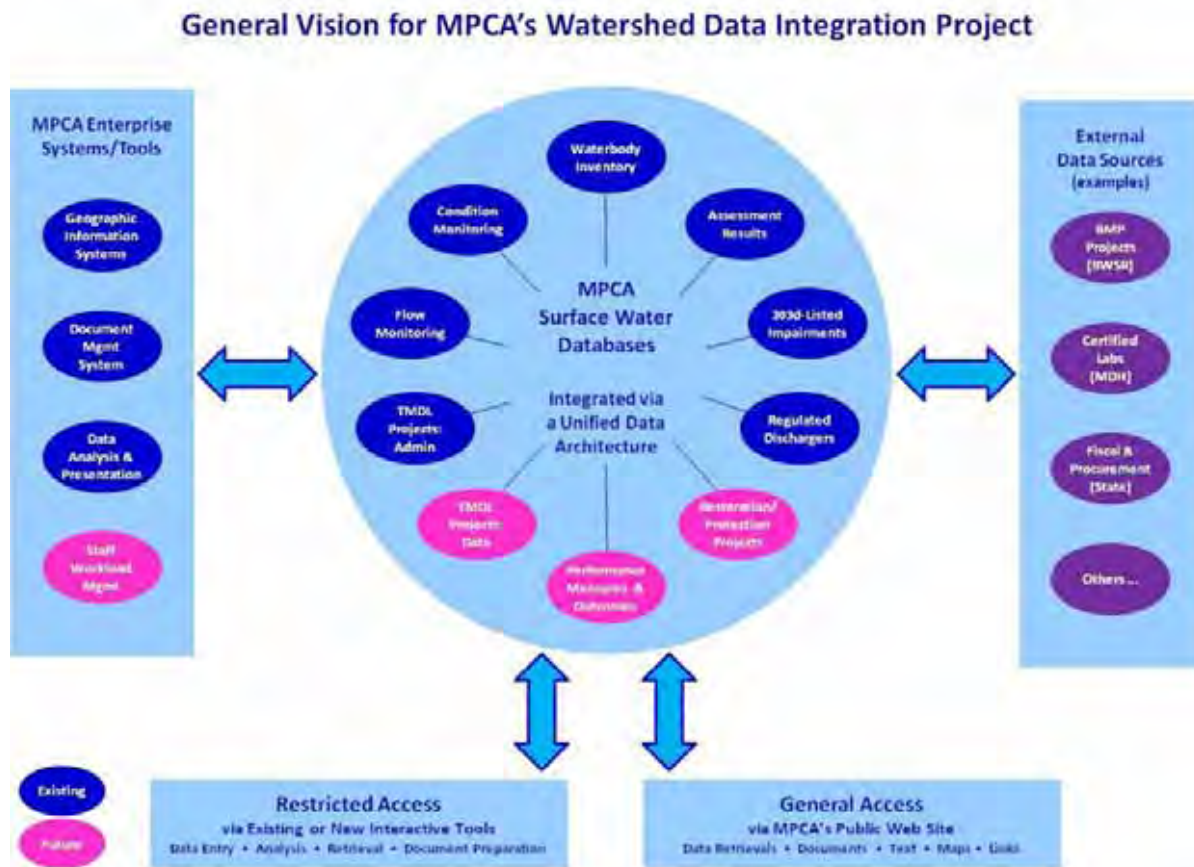 General Vision for MPCA's Watershed Data Integration Project
MPCA Enterprise
Systems/Tools
Geographic
Information
Systems
Document
Mgmt
System
Data
Analysis &
Presentation
Staff
Workload
Mgmt
Waterbody
Inventory
Condition
Monitoring
Assessment
Results
Flow
Monitoring
303d-Listed
Impairments
TMDL
Projects:
Admin
Regulated
Dischargers
TMDL
Projects:
Data
Restoration/
Protection
Projects
Performance
Measures &
Outcomes
MPCA
Surface Water
Databases
Integrated via
a Unified Data
Architecture
External
Data Sources
(examples)
BMP
Projects
(BWSR)
Certified
Labs
(MDH)
Fiscal &
Procurement
(State)
Others ...
Existing
Future
Restricted Access
via Existing or New Interactive Tools
Data Entry • Analysis • Retrieval • Document Preparation
General Access
via MPCA's Public Web Site
Data Retrievals • Documents • Text • Maps • Links